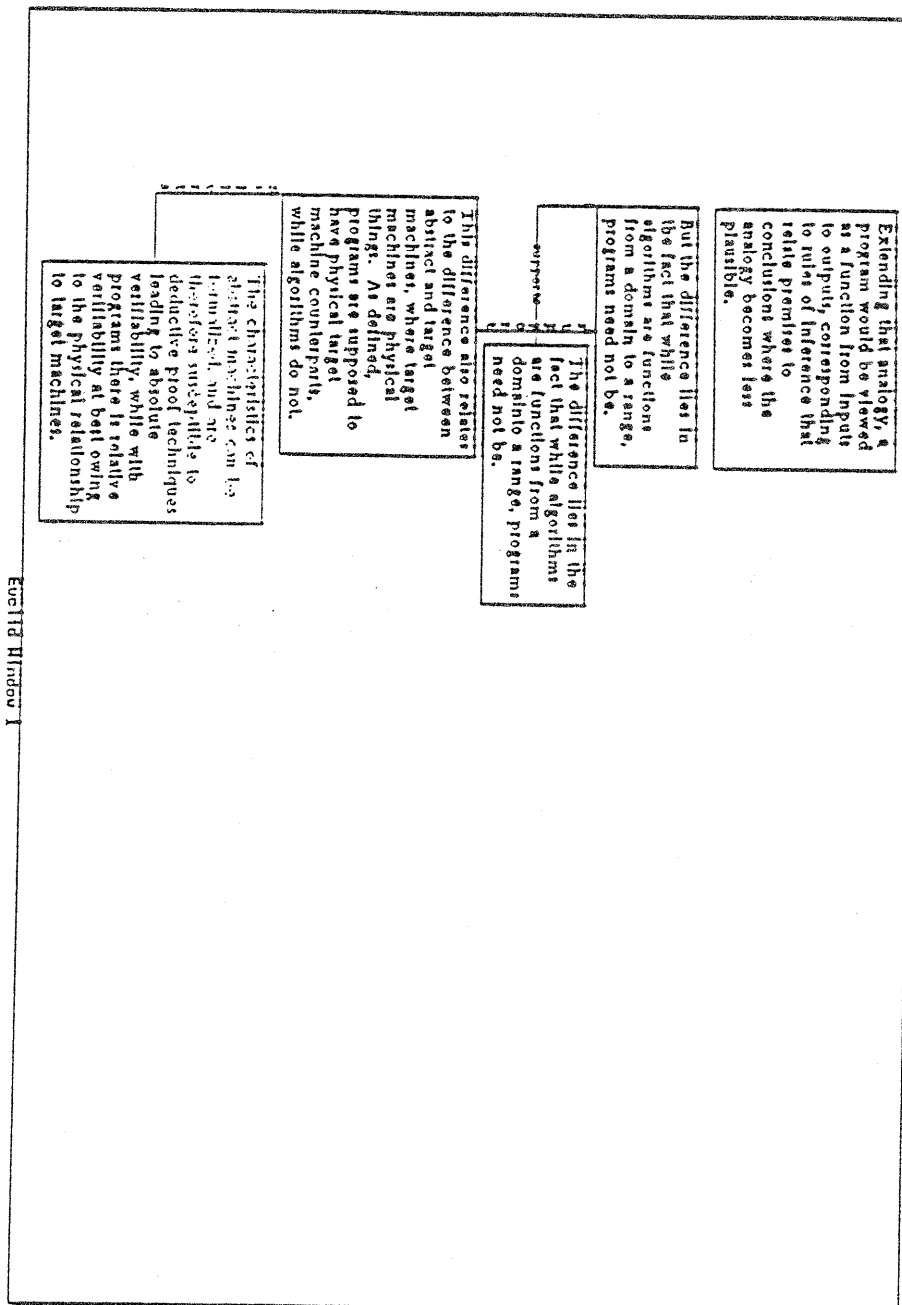 Extending that analogy, a
program would be viewed
as a function from inputs
to outputs, corresponding
to rules of inference that
relate premises to
conclusions where the
analogy becomes less
plausible.
But the difference lies in
the fact that while
algorithms are functions
from a domain to a range,
programs need not be.
supports
The difference lies in the
fact that while algorithms
are functions from a
domainto a range, programs
need not be.
This difference also relates
to the difference between
abstract and target
machines, where target
machines are physical
things. As defined,
programs are supposed to
have physical target
machine counterparts,
while algorithms do not.
The characteristics of
abstract machines can be
formalized, and are
therefore susceptible to
deductive proof techniques
leading to absolute
verifiability, while with
programs there is relative
verifiability at best owing
to the physical relationship
to target machines.
Euclid Window 1